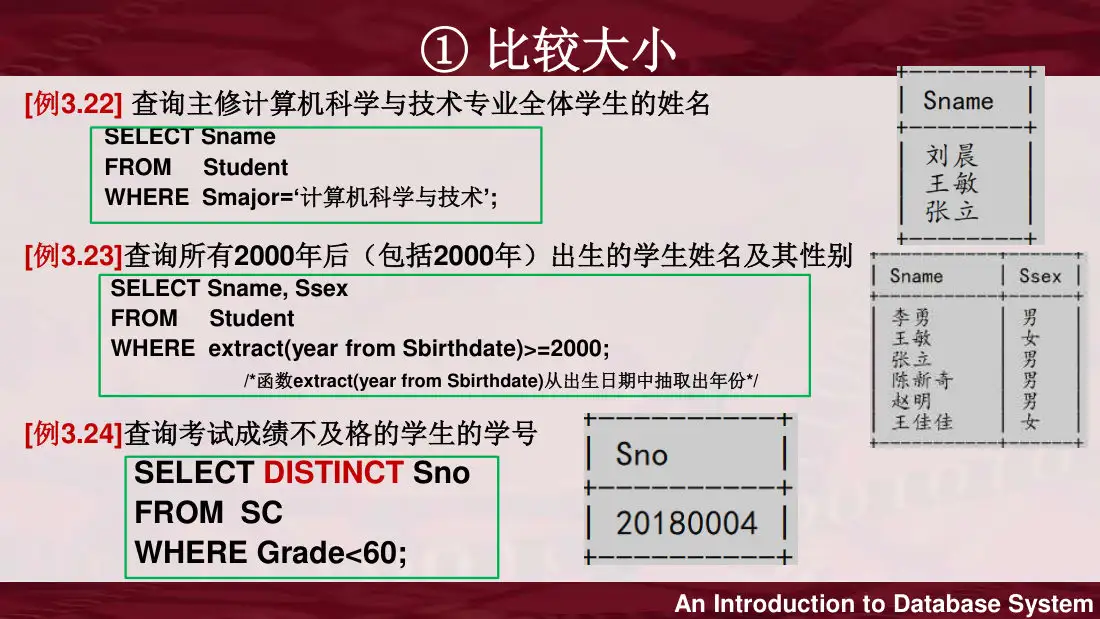 ① 比较大小
[例3.22] 查询主修计算机科学与技术专业全体学生的姓名
SELECT Sname
FROM Student
WHERE Smajor=‘计算机科学与技术’;
Sname
刘晨
王敏
张立
[例3.23]查询所有2000年后（包括2000年）出生的学生姓名及其性别
SELECT Sname, Ssex
FROM Student
WHERE extract(year from Sbirthdate)>=2000;
/*函数extract(year from Sbirthdate)从出生日期中抽取出年份*/
Sname | Ssex
李勇 | 男
王敏 | 女
张立 | 男
陈新奇 | 男
赵明 | 男
王佳佳 | 女
[例3.24]查询考试成绩不及格的学生的学号
SELECT DISTINCT Sno
FROM SC
WHERE Grade<60;
Sno
20180004
An Introduction to Database System